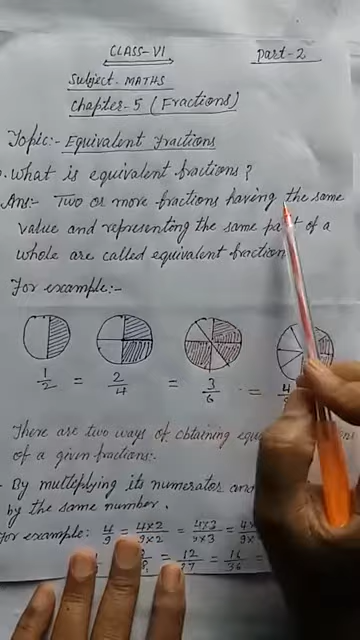 CLASS-VI
Part-2
Subject. MATHS
Chapter-5 (Fractions)
Topic:- Equivalent Fractions
What is equivalent fractions?
Ans:- Two or more fractions having the same
value and representing the same part of a
whole are called equivalent fraction
For example:-
1/2 = 2/4 = 3/6 = 4/
There are two ways of obtaining
of a given fractions:-
By multiplying its numerator and
by the same number.
For example: 4/9 = 4×2/9×2 = 4×3/9×3 =
= 12/27 = 16/36 =